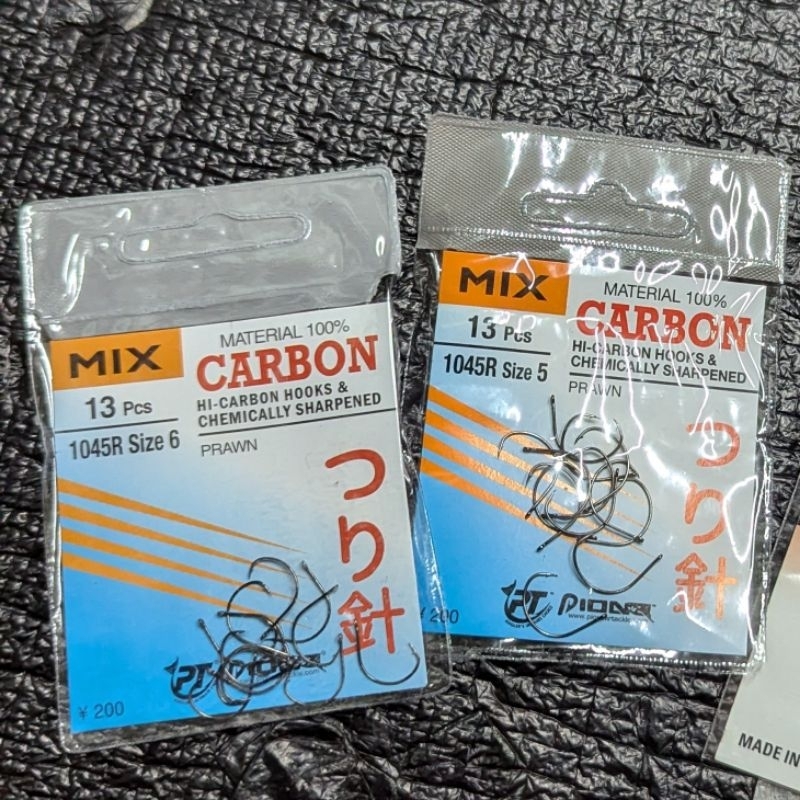 MIX
MATERIAL 100%
CARBON
13 Pcs
HI-CARBON HOOKS &
CHEMICALLY SHARPENED
1045R Size 6
PRAWN
つり針
PT
¥ 200
MIX
MATERIAL 100%
CARBON
13 Pcs
HI-CARBON HOOKS &
CHEMICALLY SHARPENED
1045R Size 5
PRAWN
つり針
PT
¥ 200
MADE IN